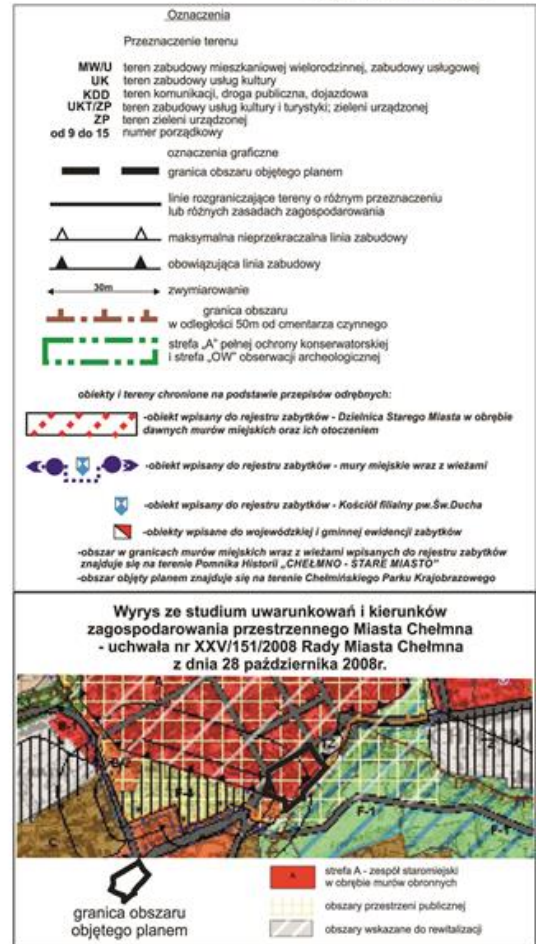 Oznaczenia
Przeznaczenie terenu
MW/U teren zabudowy mieszkaniowej wielorodzinnej, zabudowy usługowej
UK teren zabudowy usług kultury
KDD teren komunikacji, droga publiczna, dojazdowa
UKT/ZP teren zabudowy usług kultury i turystyki; zieleni urządzonej
ZP teren zieleni urządzonej
od 9 do 15 numer porządkowy
oznaczenia graficzne
granica obszaru objętego planem
linie rozgraniczające tereny o różnym przeznaczeniu
lub różnych zasadach zagospodarowania
maksymalna nieprzekraczalna linia zabudowy
obowiązująca linia zabudowy
30m zwymiarowanie
granica obszaru
w odległości 50m od cmentarza czynnego
strefa „A" pełnej ochrony konserwatorskiej
i strefa „OW" obserwacji archeologicznej
obiekty i tereny chronione na podstawie przepisów odrębnych:
-obiekt wpisany do rejestru zabytków - Dzielnica Starego Miasta w obrębie
dawnych murów miejskich oraz ich otoczeniem
-obiekt wpisany do rejestru zabytków - mury miejskie wraz z wieżami
-obiekt wpisany do rejestru zabytków - Kościół filialny pw.Św.Ducha
-obiekty wpisane do wojewódzkiej i gminnej ewidencji zabytków
-obszar w granicach murów miejskich wraz z wieżami wpisanych do rejestru zabytków
znajduje się na terenie Pomnika Historii „CHEŁMNO - STARE MIASTO"
-obszar objęty planem znajduje się na terenie Chełmińskiego Parku Krajobrazowego
Wyrys ze studium uwarunkowań i kierunków
zagospodarowania przestrzennego Miasta Chełmna
- uchwała nr XXV/151/2008 Rady Miasta Chełmna
z dnia 28 października 2008r.
A
Z
F-1
F-1
C
granica obszaru
objętego planem
A strefa A - zespół staromiejski
w obrębie murów obronnych
obszary przestrzeni publicznej
obszary wskazane do rewitalizacji